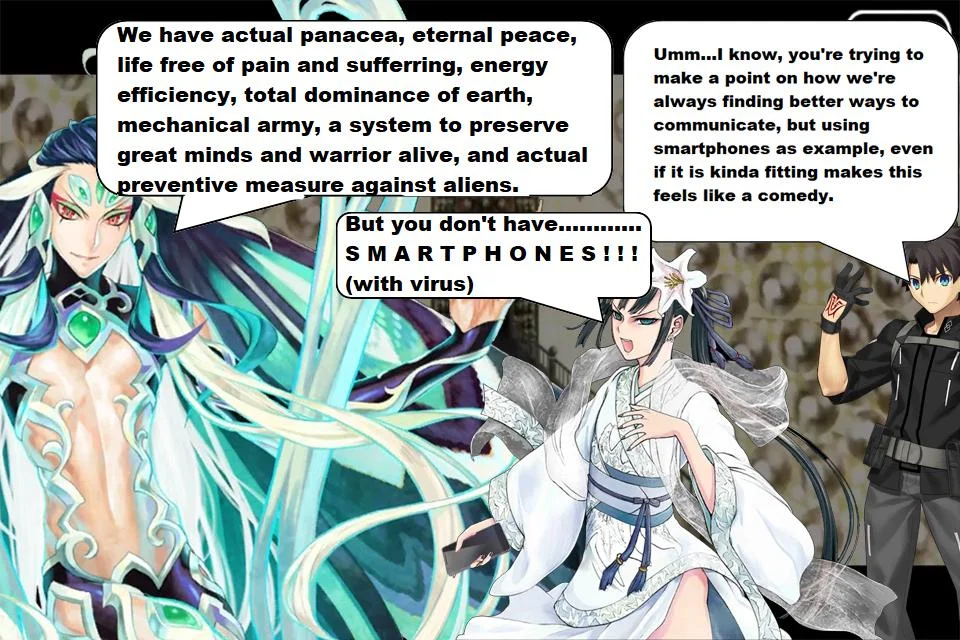 We have actual panacea, eternal peace,
life free of pain and sufferring, energy
efficiency, total dominance of earth,
mechanical army, a system to preserve
great minds and warrior alive, and actual
preventive measure against aliens.
But you don't have............
S M A R T P H O N E S ! ! !
(with virus)
Umm...I know, you're trying to
make a point on how we're
always finding better ways to
communicate, but using
smartphones as example, even
if it is kinda fitting makes this
feels like a comedy.